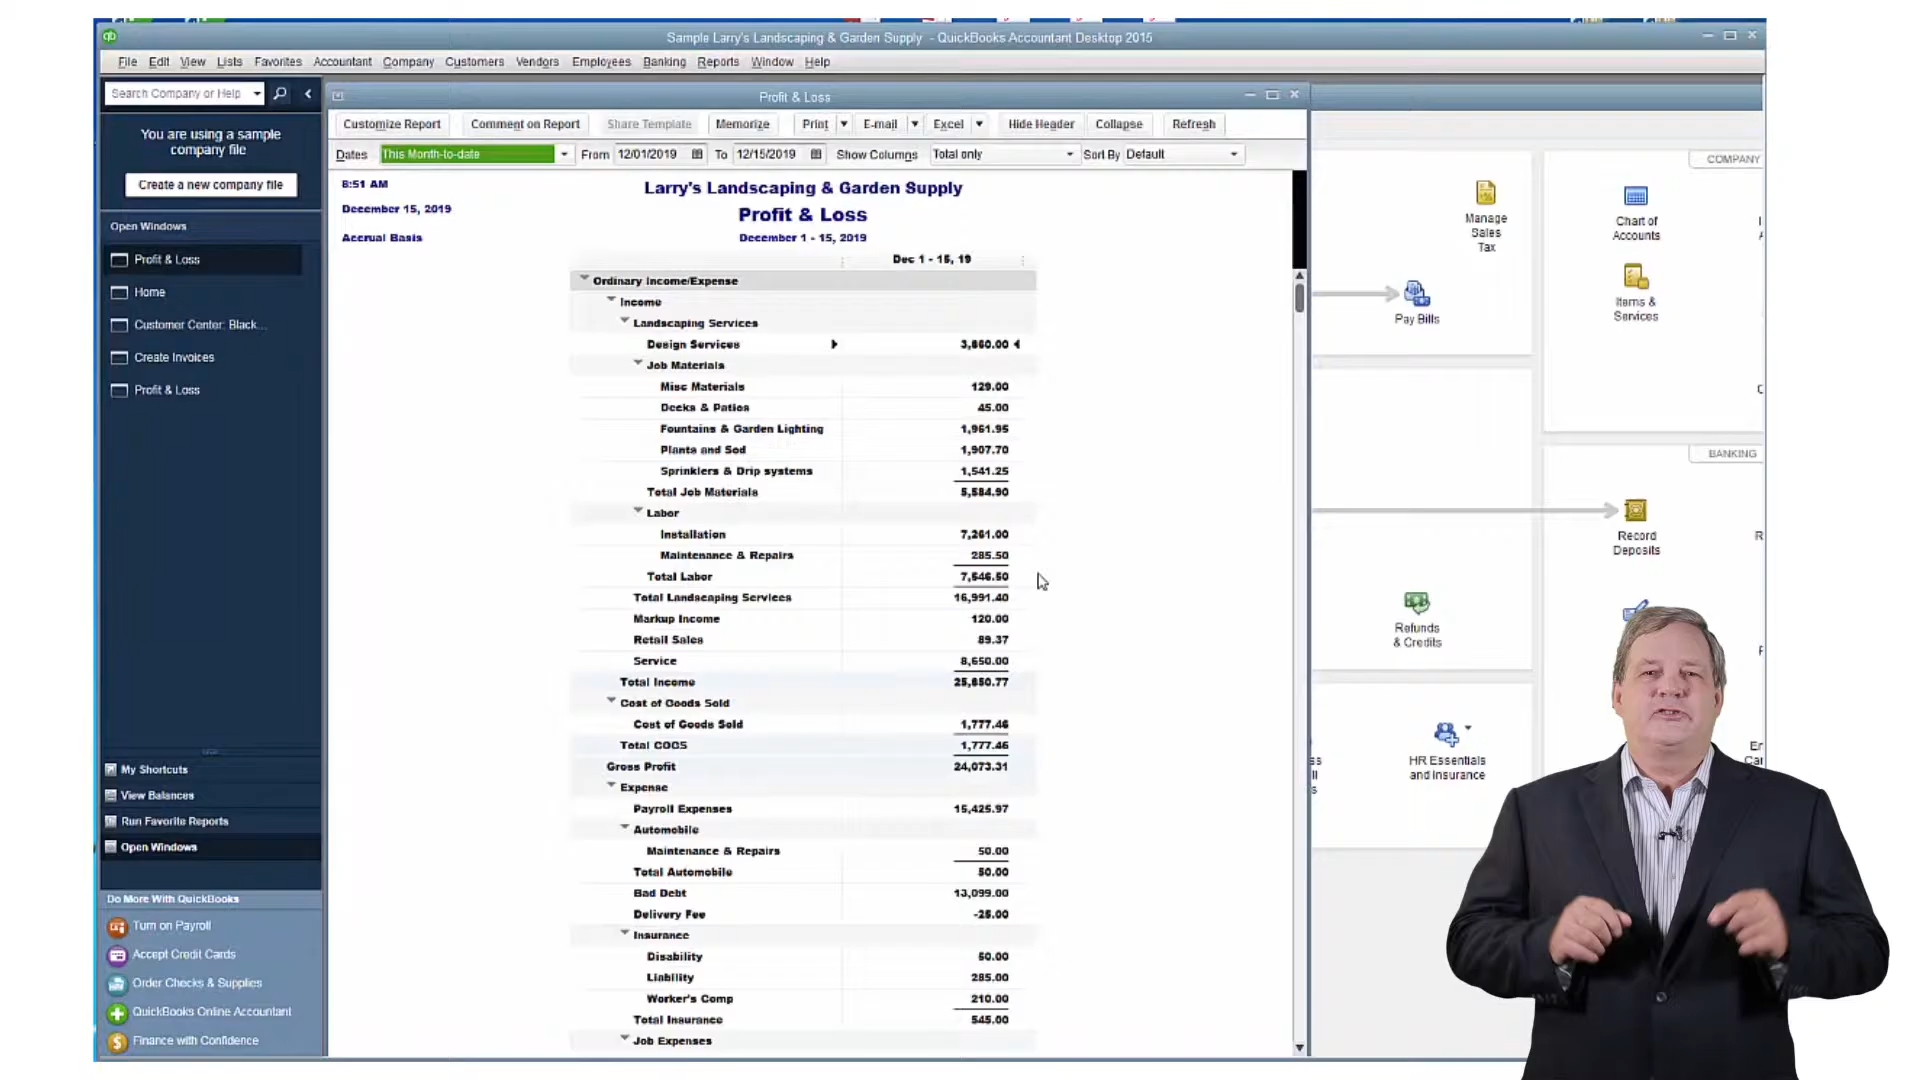 Sample Larry's Landscaping & Garden Supply - QuickBooks Accountant Desktop 2015
File Edit View Lists Favorites Accountant Company Customers Vendors Employees Banking Reports Window Help
Search Company or Help
Profit & Loss
Customize Report Comment on Report Share Template Memorize Print E-mail Excel Hide Header Collapse Refresh
Dates This Month-to-date From 12/01/2019 To 12/15/2019 Show Columns Total only Sort By Default
You are using a sample
company file
Create a new company file
Open Windows
Profit & Loss
Home
Customer Center: Black...
Create Invoices
Profit & Loss
My Shortcuts
View Balances
Run Favorite Reports
Open Windows
Do More With QuickBooks
Turn on Payroll
Accept Credit Cards
Order Checks & Supplies
QuickBooks Online Accountant
Finance with Confidence
8:51 AM
December 15, 2019
Accrual Basis
Larry's Landscaping & Garden Supply
Profit & Loss
December 1 - 15, 2019
Dec 1 - 15, 19
Ordinary Income/Expense
Income
Landscaping Services
Design Services 3,860.00
Job Materials
Misc Materials 129.00
Decks & Patios 45.00
Fountains & Garden Lighting 1,961.95
Plants and Sod 1,907.70
Sprinklers & Drip systems 1,541.25
Total Job Materials 5,584.90
Labor
Installation 7,261.00
Maintenance & Repairs 285.50
Total Labor 7,546.50
Total Landscaping Services 16,991.40
Markup Income 120.00
Retail Sales 89.37
Service 8,650.00
Total Income 25,850.77
Cost of Goods Sold
Cost of Goods Sold 1,777.46
Total COGS 1,777.46
Gross Profit 24,073.31
Expense
Payroll Expenses 15,425.97
Automobile
Maintenance & Repairs 50.00
Total Automobile 50.00
Bad Debt 13,099.00
Delivery Fee -25.00
Insurance
Disability 50.00
Liability 285.00
Worker's Comp 210.00
Total Insurance 545.00
Job Expenses
COMPANY
Manage
Sales
Tax
Chart of
Accounts
Pay Bills
Items &
Services
BANKING
Record
Deposits
Refunds
& Credits
HR Essentials
and Insurance